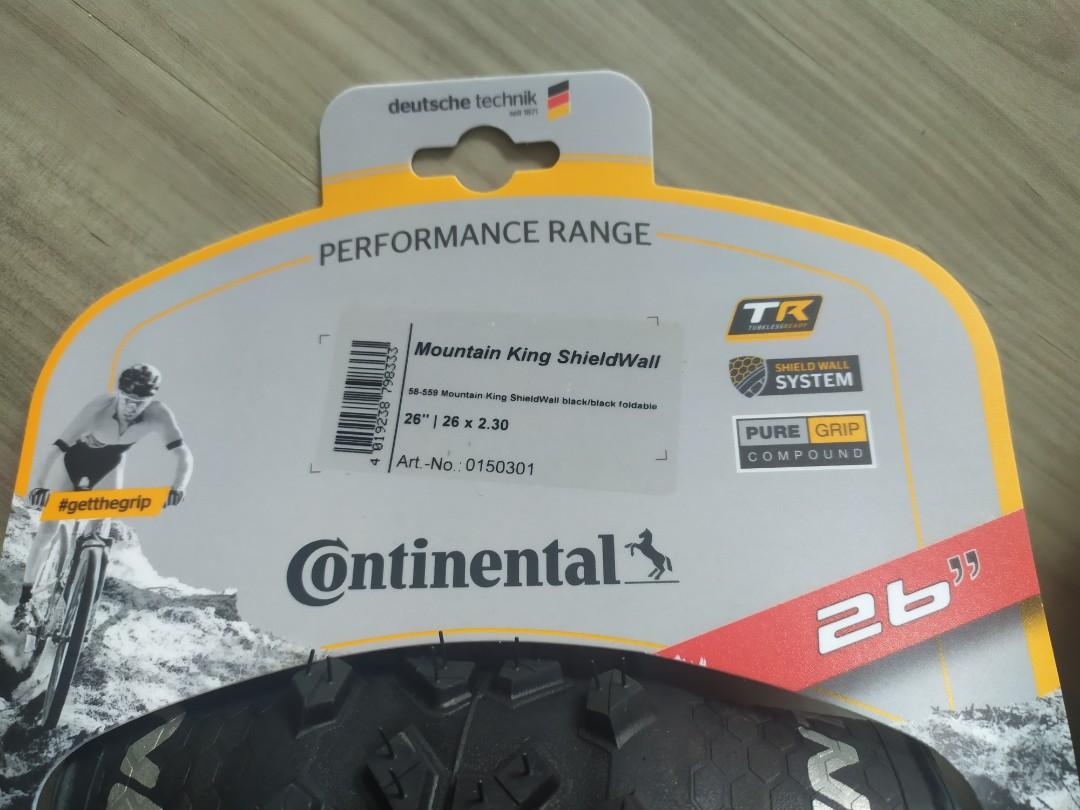 deutsche technik
seit 1871
PERFORMANCE RANGE
TR
TUBELESSREADY
Mountain King ShieldWall
58-559 Mountain King ShieldWall black/black foldable
26" | 26 x 2.30
Art.-No.: 0150301
4 019238 798333
SHIELD WALL
SYSTEM
PURE GRIP
COMPOUND
#getthegrip
Continental
26”